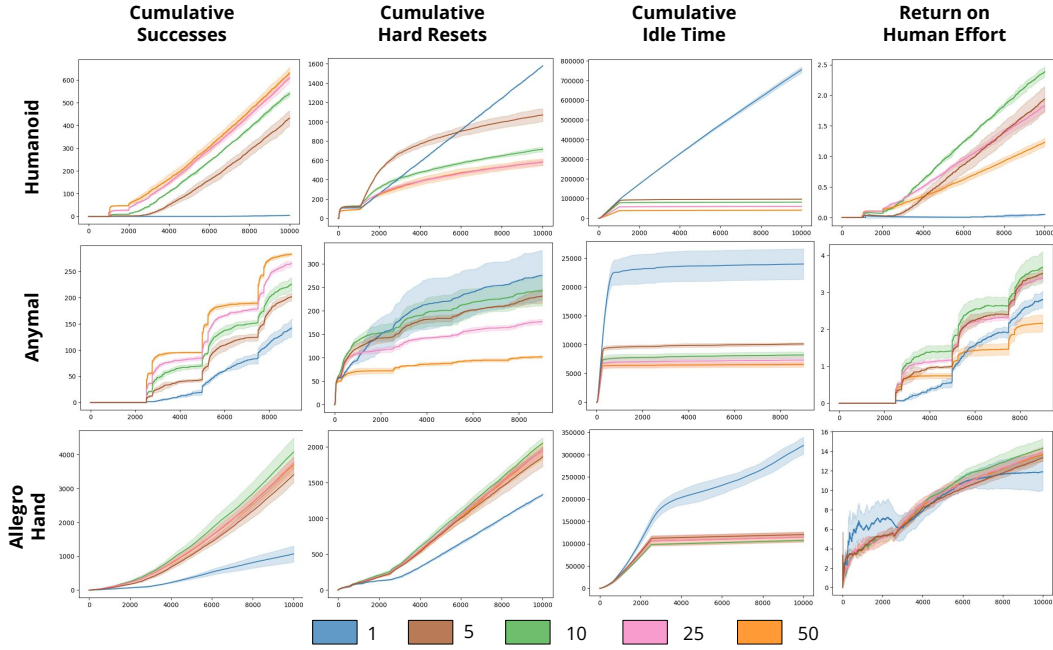 Cumulative
Successes
Cumulative
Hard Resets
Cumulative
Idle Time
Return on
Human Effort
Humanoid
0 100 200 300 400 500 600
0 2000 4000 6000 8000 10000
0 200 400 600 800 1000 1200 1400 1600
0 2000 4000 6000 8000 10000
0 100000 200000 300000 400000 500000 600000 700000 800000
0 2000 4000 6000 8000 10000
0.0 0.5 1.0 1.5 2.0 2.5
0 2000 4000 6000 8000 10000
Anymal
0 50 100 150 200 250
0 2000 4000 6000 8000
0 50 100 150 200 250 300
0 2000 4000 6000 8000
0 5000 10000 15000 20000 25000
0 2000 4000 6000 8000
0 1 2 3 4
0 2000 4000 6000 8000
Allegro
Hand
0 1000 2000 3000 4000
0 2000 4000 6000 8000 10000
0 500 1000 1500 2000
0 2000 4000 6000 8000 10000
0 50000 100000 150000 200000 250000 300000 350000
0 2000 4000 6000 8000 10000
0 2 4 6 8 10 12 14 16
0 2000 4000 6000 8000 10000
1 5 10 25 50